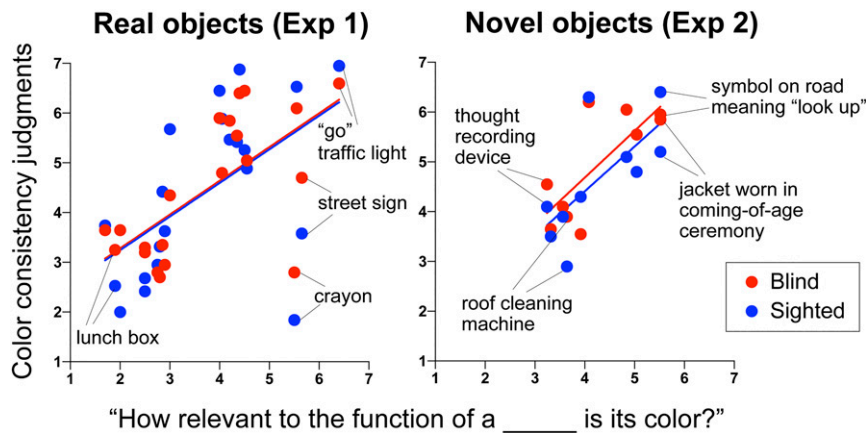 Real objects (Exp 1)
Novel objects (Exp 2)
Color consistency judgments
7
6
5
4
3
2
1
1 2 3 4 5 6 7
“go”
traffic light
street sign
crayon
lunch box
7
6
5
4
3
2
1
1 2 3 4 5 6 7
thought
recording
device
symbol on road
meaning “look up”
jacket worn in
coming-of-age
ceremony
roof cleaning
machine
Blind
Sighted
“How relevant to the function of a _____ is its color?”